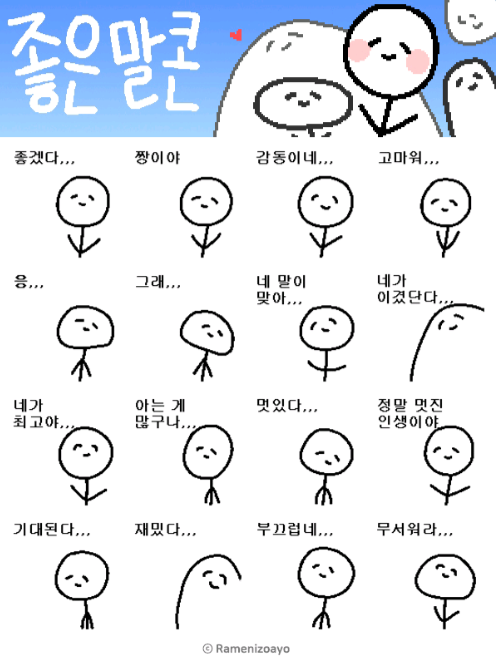 좋은말콘
좋겟다,,,
짱이야
감동이네,,,
고마워,,,
응,,,
그래,,,
네 말이
맞아,,,
네가
이겼단다,,,
네가
최고야,,,
아는 게
많구나,,,
멋있다,,,
정말 멋진
인생이야
기대된다,,,
재밌다,,,
부끄럽네,,,
무서워라,,,
ⓒ Ramenizoayo